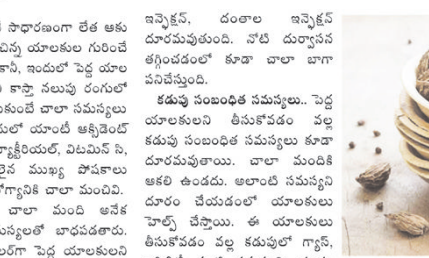 సాధారణంగా లేత ఆకు
చిన్న యాలకుల గురించే
కానీ, ఇందులో పెద్ద యాల
కాస్తా నలుపు రంగులో
కుంటే చాలా సమస్యలు
లో యాంటీ ఆక్సిడెంట్
బ్యాక్టీరియల్, విటమిన్ సి,
లైన ముఖ్య పోషకాలు
గ్యానికి చాలా మంచివి.
చాలా మంది అనేక
స్యలతో బాధపడతారు.
లర్‌గా పెద్ద యాలకులని
ఇన్ఫెక్షన్, దంతాల ఇన్ఫెక్షన్
దూరమవుతుంది. నోటి దుర్వాసన
తగ్గించడంలో కూడా చాలా బాగా
పనిచేస్తుంది.
కడుపు సంబంధిత సమస్యలు.. పెద్ద
యాలకులని తీసుకోవడం వల్ల
కడుపు సంబంధిత సమస్యలు కూడా
దూరమవుతాయి. చాలా మందికి
ఆకలి ఉండదు. అలాంటి సమస్యని
దూరం చేయడంలో యాలకులు
హెల్ప్ చేస్తాయి. ఈ యాలకులు
తీసుకోవడం వల్ల కడుపులో గ్యాస్,